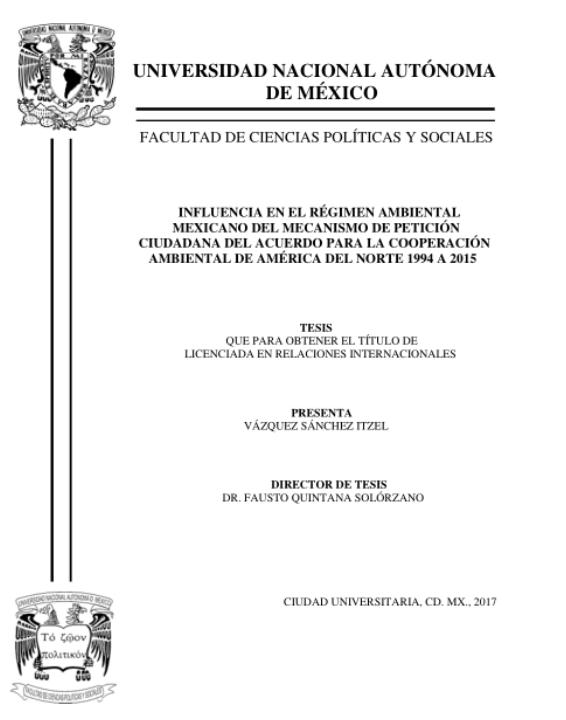 UNIVERSIDAD NACIONAL AUTÓNOMA
DE MÉXICO
FACULTAD DE CIENCIAS POLÍTICAS Y SOCIALES
INFLUENCIA EN EL RÉGIMEN AMBIENTAL
MEXICANO DEL MECANISMO DE PETICIÓN
CIUDADANA DEL ACUERDO PARA LA COOPERACIÓN
AMBIENTAL DE AMÉRICA DEL NORTE 1994 A 2015
TESIS
QUE PARA OBTENER EL TÍTULO DE
LICENCIADA EN RELACIONES INTERNACIONALES
PRESENTA
VÁZQUEZ SÁNCHEZ ITZEL
DIRECTOR DE TESIS
DR. FAUSTO QUINTANA SOLÓRZANO
CIUDAD UNIVERSITARIA, CD. MX., 2017
UNIVERSIDAD NACIONAL AUTÓNOMA D MÉXICO
Τό ζῷον
πολιτικόν
FACULTAD DE CIENCIAS POLITICAS Y SOCIALES